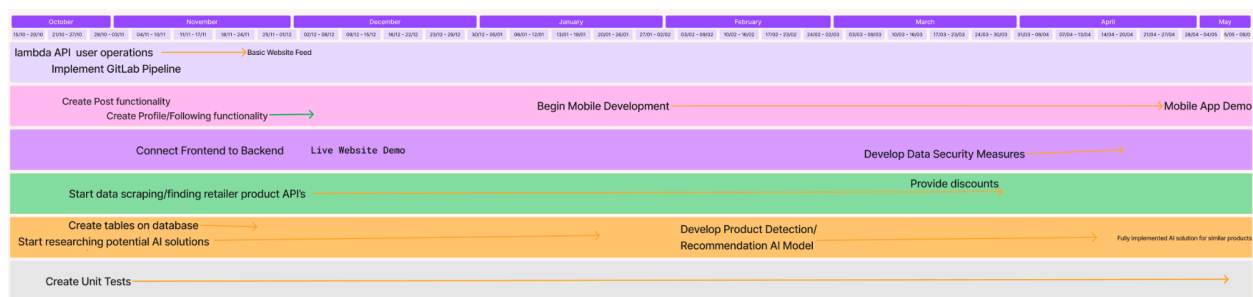 October November December January February March April May
15/10 - 20/10 21/10 - 27/10 28/10 - 03/11 04/11 - 10/11 11/11 - 17/11 18/11 - 24/11 25/11 - 01/12 02/12 - 08/12 09/12 - 15/12 16/12 - 22/12 23/12 - 29/12 30/12 - 05/01 06/01 - 12/01 13/01 - 19/01 20/01 - 26/01 27/01 - 02/02 03/02 - 09/02 10/02 - 16/02 17/02 - 23/02 24/02 - 02/03 03/03 - 09/03 10/03 - 16/03 17/03 - 23/03 24/03 - 30/03 31/03 - 06/04 07/04 - 13/04 14/04 - 20/04 21/04 - 27/04 28/04 - 04/05
lambda API user operations Basic Website Feed
Implement GitLab Pipeline
Create Post functionality
Begin Mobile Development Mobile App Demo
Create Profile/Following functionality
Connect Frontend to Backend Live Website Demo
Develop Data Security Measures
Provide discounts
Start data scraping/finding retailer product API's
Create tables on database
Start researching potential AI solutions
Develop Product Detection/
Recommendation AI Model
Fully implemented AI solution for similar products
Create Unit Tests